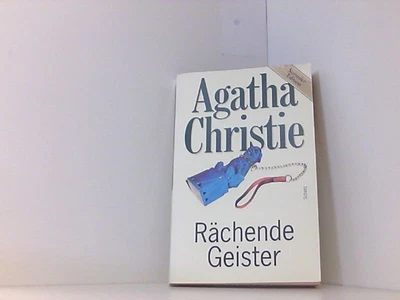 Agatha
Christie
Rächende
Geister